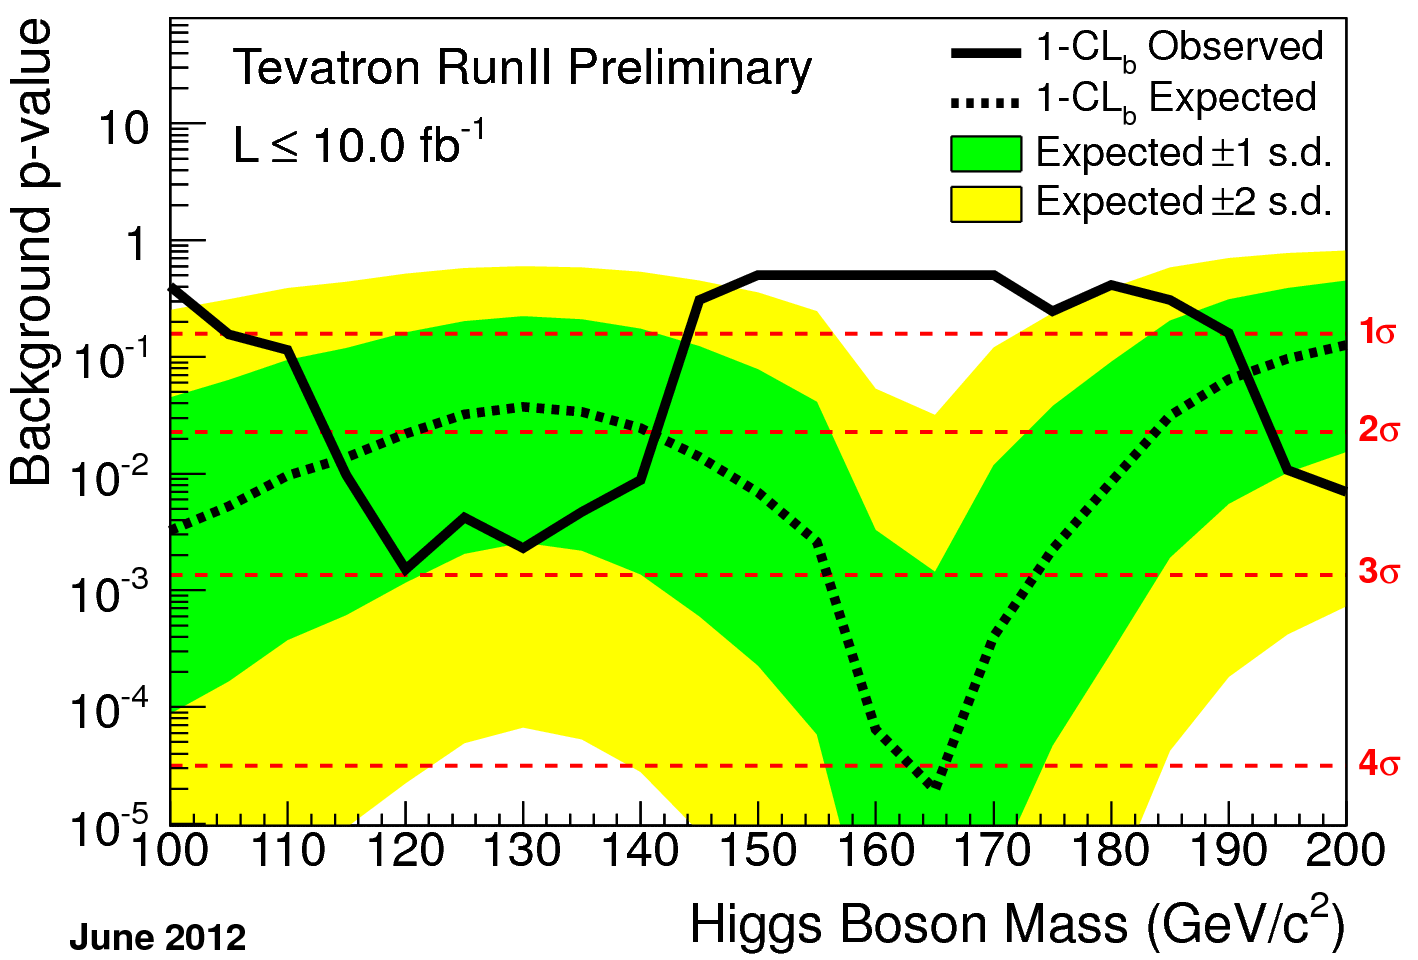 Background p-value
Tevatron RunII Preliminary
L ≤ 10.0 fb⁻¹
1-CL_b Observed
1-CL_b Expected
Expected ±1 s.d.
Expected ±2 s.d.
10
1
10⁻¹
10⁻²
10⁻³
10⁻⁴
10⁻⁵
1σ
2σ
3σ
4σ
100 110 120 130 140 150 160 170 180 190 200
Higgs Boson Mass (GeV/c²)
June 2012